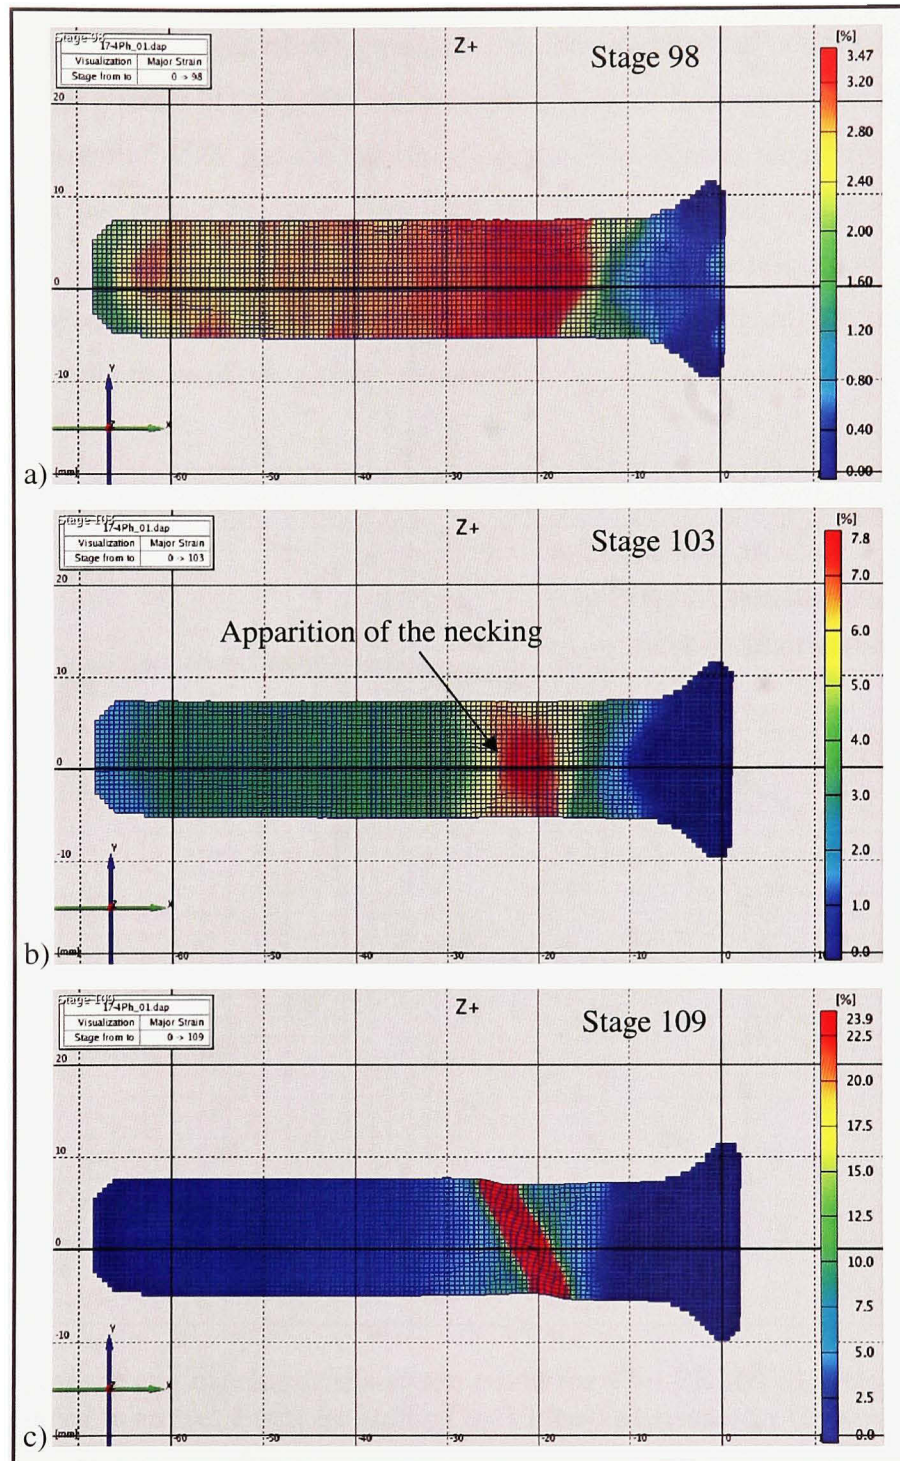 Stage 98
17-4Ph_01.dap
Visualization Major Strain
Stage from to 0 -> 98
Z+
Stage 98
[%]
3.47
3.20
2.80
2.40
2.00
1.60
1.20
0.80
0.40
0.00
20
10
0
-10
Y
Z
X
a)
[mm] -60 -50 -40 -30 -20 -10 0
Stage 103
17-4Ph_01.dap
Visualization Major Strain
Stage from to 0 -> 103
Z+
Stage 103
Apparition of the necking
[%]
7.8
7.0
6.0
5.0
4.0
3.0
2.0
1.0
0.0
20
10
0
-10
Y
Z
X
b)
[mm] -60 -50 -40 -30 -20 -10 0
Stage 109
17-4Ph_01.dap
Visualization Major Strain
Stage from to 0 -> 109
Z+
Stage 109
[%]
23.9
22.5
20.0
17.5
15.0
12.5
10.0
7.5
5.0
2.5
0.0
20
10
0
-10
Y
Z
X
c)
[mm] -60 -50 -40 -30 -20 -10 0